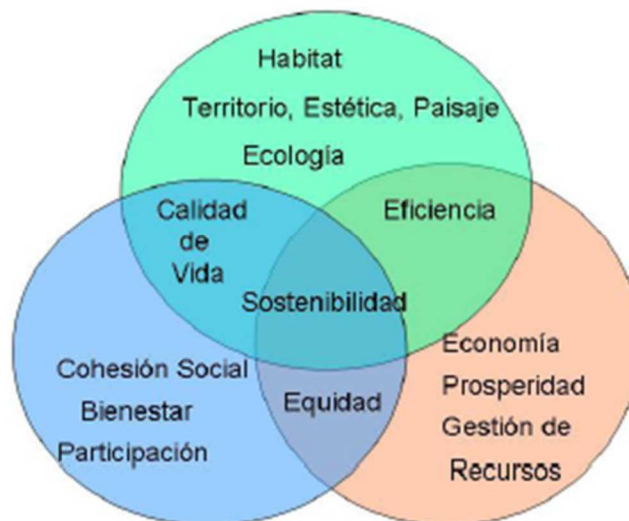 Habitat
Territorio, Estética, Paisaje
Ecología
Calidad
de
Vida
Eficiencia
Sostenibilidad
Cohesión Social
Bienestar
Participación
Equidad
Economía
Prosperidad
Gestión de
Recursos